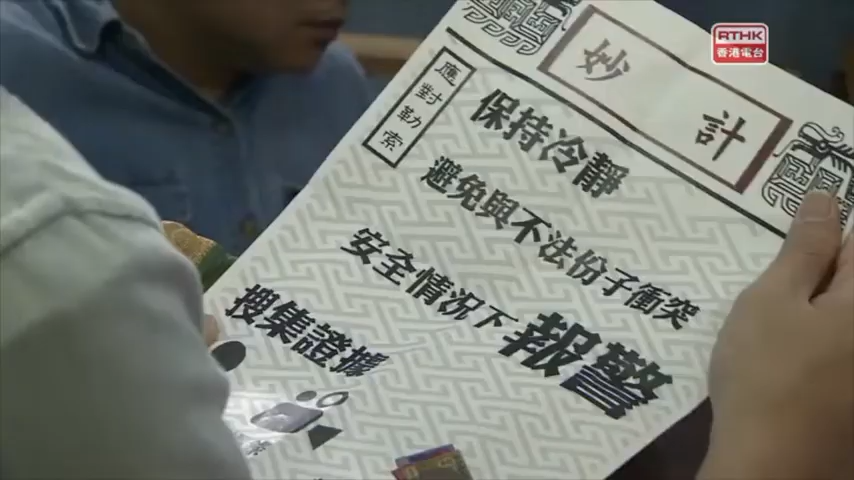 RTHK
香港電台
妙計
應對勒索
保持冷靜
避免與不法份子衝突
安全情況下報警
搜集證據